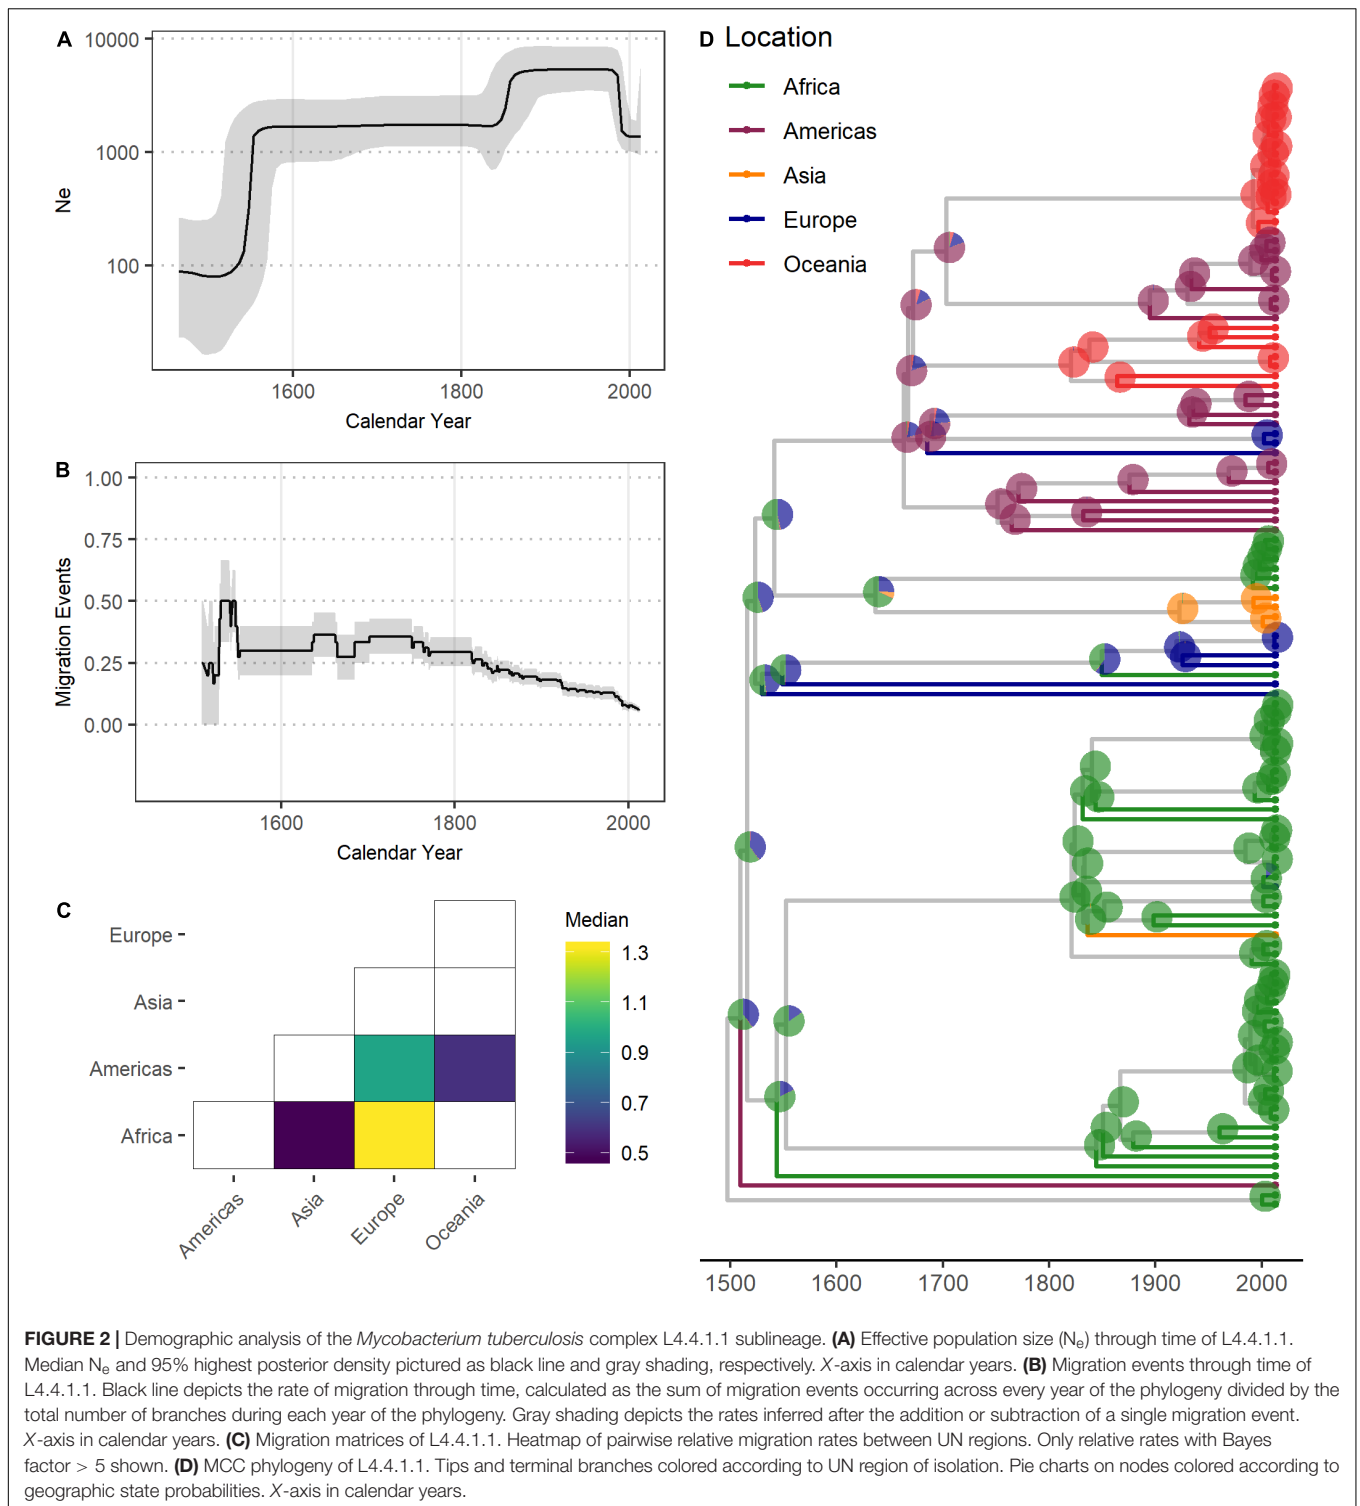 A
10000
1000
100
Ne
1600
1800
2000
Calendar Year
B
1.00
0.75
0.50
0.25
0.00
Migration Events
1600
1800
2000
Calendar Year
C
Europe
Asia
Americas
Africa
Americas
Asia
Europe
Oceania
Median
1.3
1.1
0.9
0.7
0.5
D Location
Africa
Americas
Asia
Europe
Oceania
1500
1600
1700
1800
1900
2000
FIGURE 2 | Demographic analysis of the Mycobacterium tuberculosis complex L4.4.1.1 sublineage. (A) Effective population size (Ne) through time of L4.4.1.1.
Median Ne and 95% highest posterior density pictured as black line and gray shading, respectively. X-axis in calendar years. (B) Migration events through time of
L4.4.1.1. Black line depicts the rate of migration through time, calculated as the sum of migration events occurring across every year of the phylogeny divided by the
total number of branches during each year of the phylogeny. Gray shading depicts the rates inferred after the addition or subtraction of a single migration event.
X-axis in calendar years. (C) Migration matrices of L4.4.1.1. Heatmap of pairwise relative migration rates between UN regions. Only relative rates with Bayes
factor > 5 shown. (D) MCC phylogeny of L4.4.1.1. Tips and terminal branches colored according to UN region of isolation. Pie charts on nodes colored according to
geographic state probabilities. X-axis in calendar years.